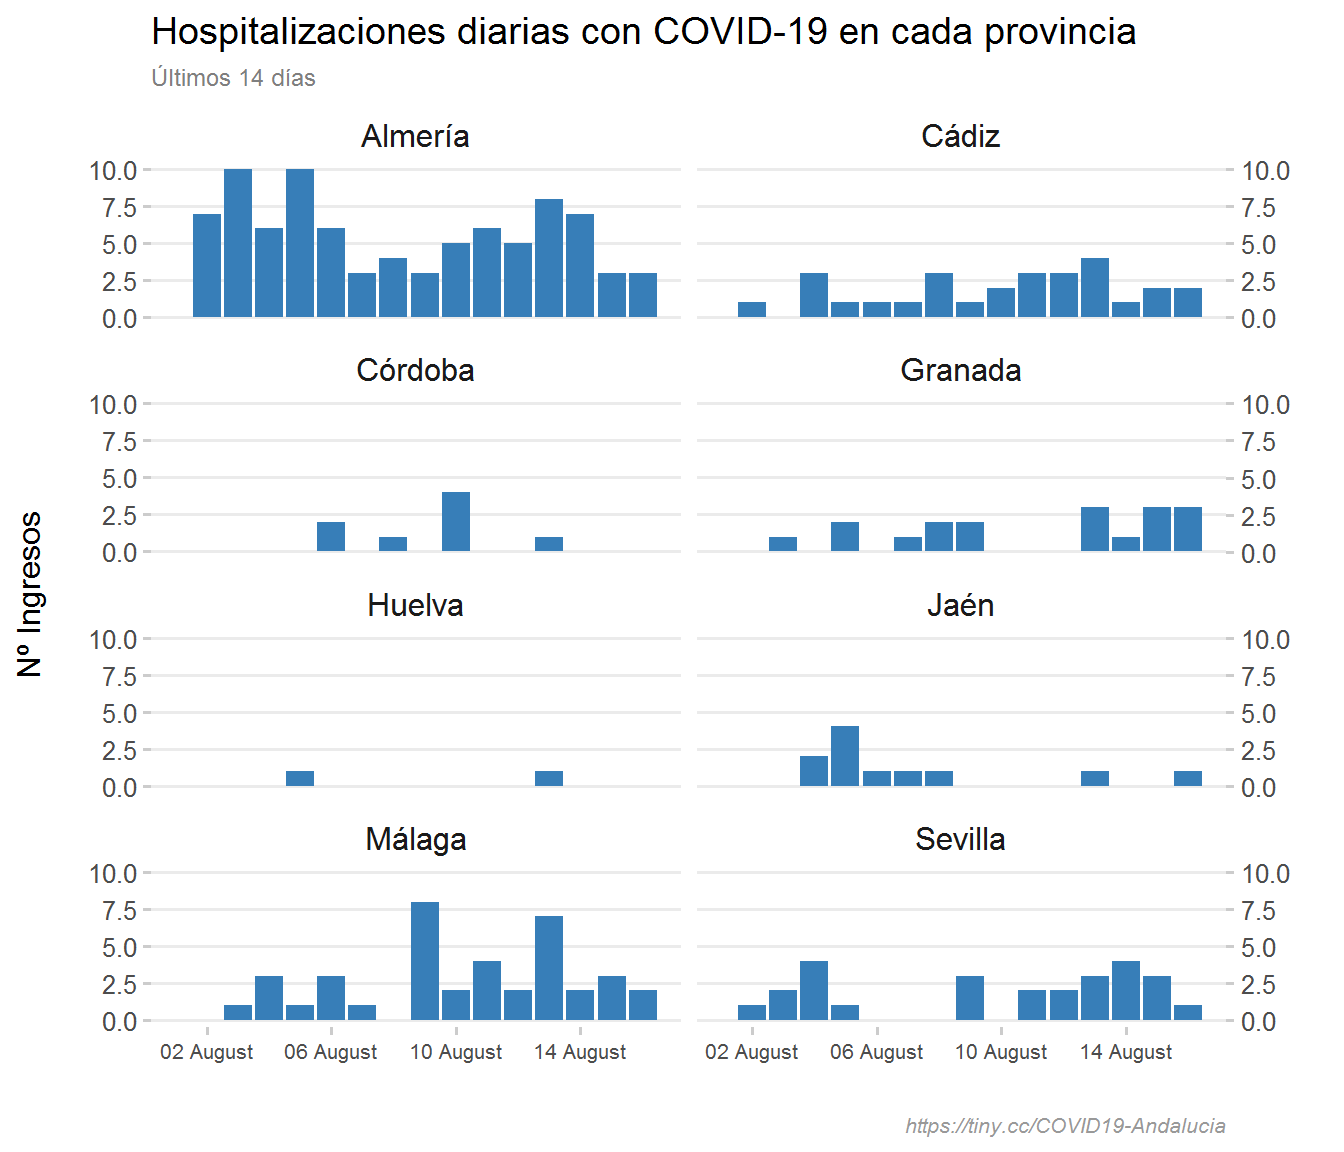 Hospitalizaciones diarias con COVID-19 en cada provincia
Últimos 14 días
Almería
Cádiz
10.0
7.5
5.0
2.5
0.0
10.0
7.5
5.0
2.5
0.0
Córdoba
Granada
10.0
7.5
5.0
2.5
0.0
10.0
7.5
5.0
2.5
0.0
Nº Ingresos
Huelva
Jaén
10.0
7.5
5.0
2.5
0.0
10.0
7.5
5.0
2.5
0.0
Málaga
Sevilla
10.0
7.5
5.0
2.5
0.0
10.0
7.5
5.0
2.5
0.0
02 August 06 August 10 August 14 August
02 August 06 August 10 August 14 August
https://tiny.cc/COVID19-Andalucia